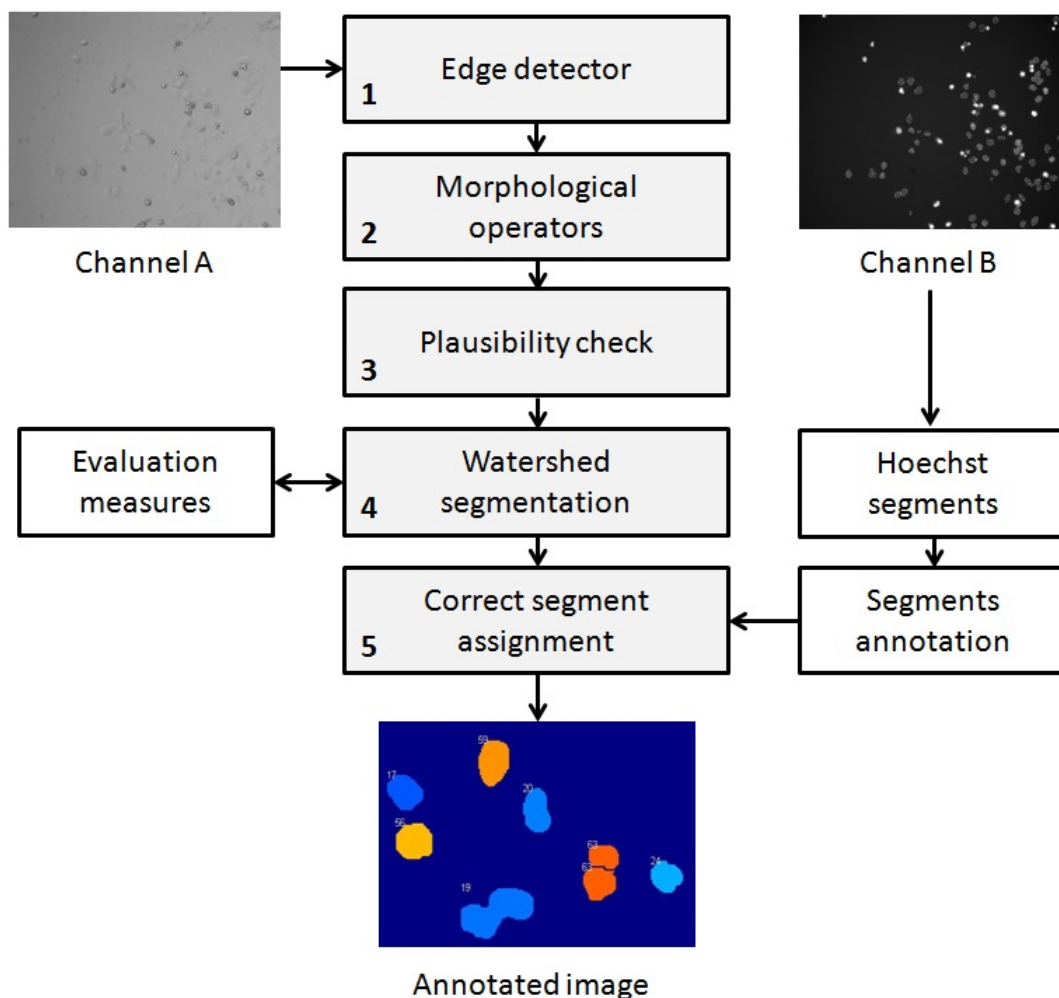 Edge detector
1
Channel A
Channel B
Morphological
operators
2
Plausibility check
3
Evaluation
measures
Watershed
segmentation
4
Hoechst
segments
Correct segment
assignment
5
Segments
annotation
59
17
20
56
63
63
24
19
Annotated image